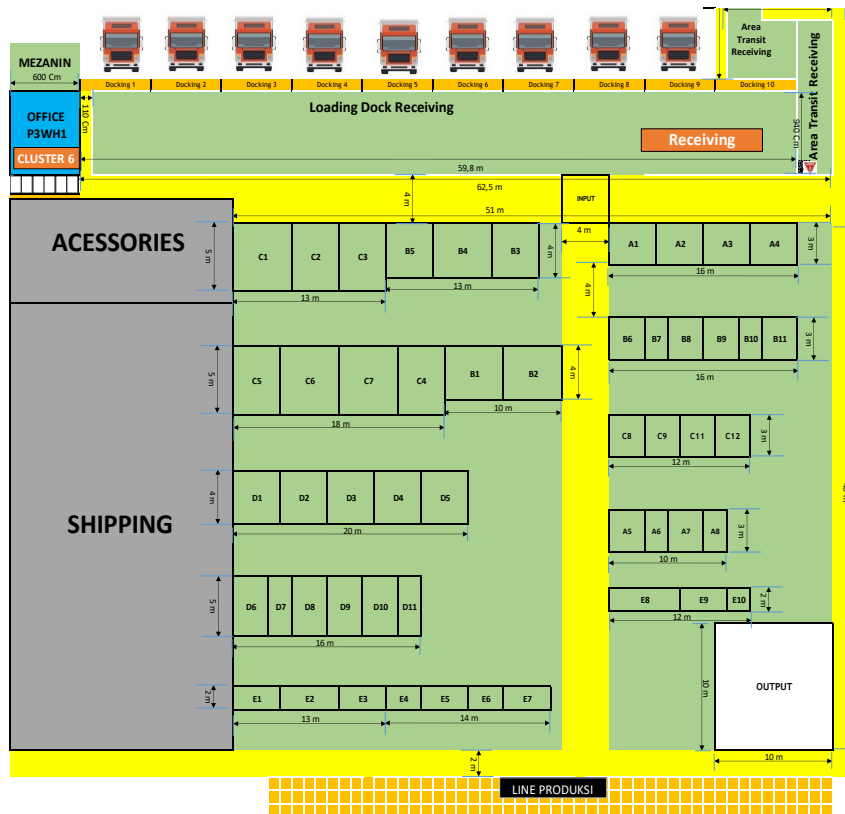 MEZANIN
600 Cm
Area
Transit
Receiving
Area Transit Receiving
Docking 1
Docking 2
Docking 3
Docking 4
Docking 5
Docking 6
Docking 7
Docking 8
Docking 9
Docking 10
OFFICE
P3WH1
CLUSTER 6
110 Cm
Loading Dock Receiving
Receiving
940 Cm
59,8 m
62,5 m
4 m
INPUT
51 m
4 m
ACESSORIES
5 m
C1
C2
C3
B5
B4
B3
4 m
13 m
13 m
A1
A2
A3
A4
3 m
16 m
4 m
5 m
C5
C6
C7
C4
B1
B2
4 m
10 m
18 m
B6
B7
B8
B9
B10
B11
3 m
16 m
C8
C9
C11
C12
3 m
12 m
SHIPPING
4 m
D1
D2
D3
D4
D5
20 m
A5
A6
A7
A8
3 m
10 m
5 m
D6
D7
D8
D9
D10
D11
16 m
E8
E9
E10
2 m
12 m
2 m
E1
E2
E3
E4
E5
E6
E7
13 m
14 m
10 m
OUTPUT
10 m
2 m
LINE PRODUKSI